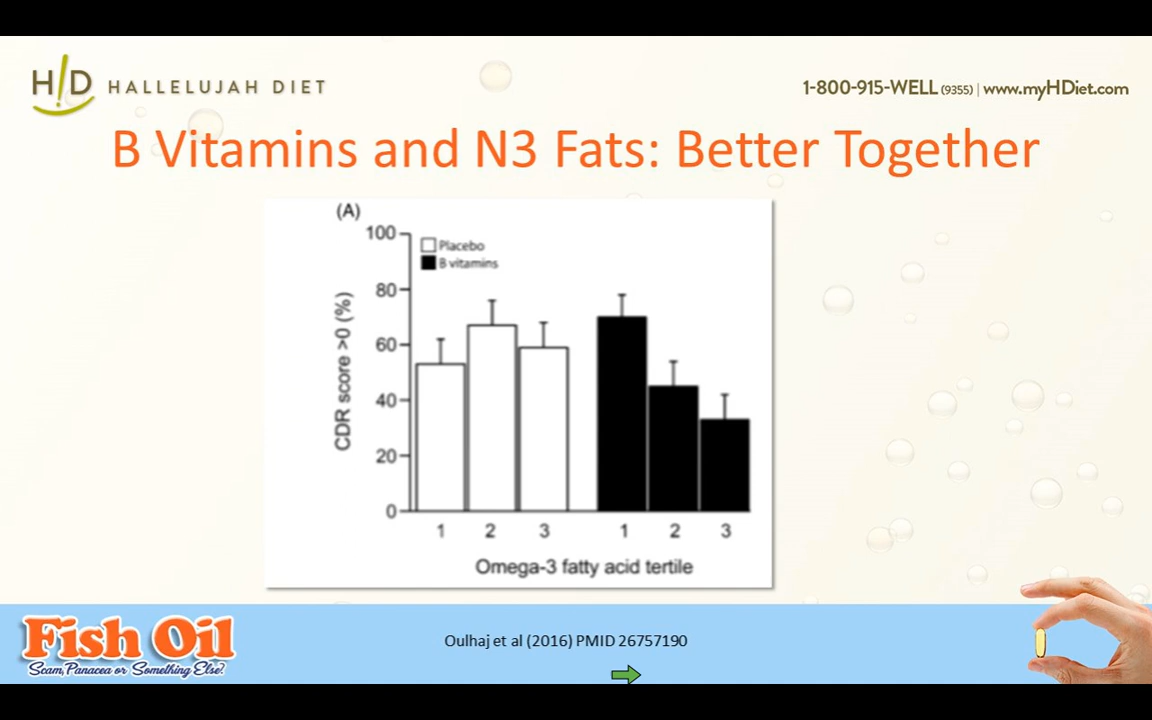 H!D HALLELUJAH DIET
1-800-915-WELL (9355) | www.myHDiet.com
B Vitamins and N3 Fats: Better Together
(A)
Placebo
B vitamins
100
80
60
40
20
0
CDR score >0 (%)
1 2 3 1 2 3
Omega-3 fatty acid tertile
Fish Oil
Scam, Panacea or Something Else?
Oulhaj et al (2016) PMID 26757190